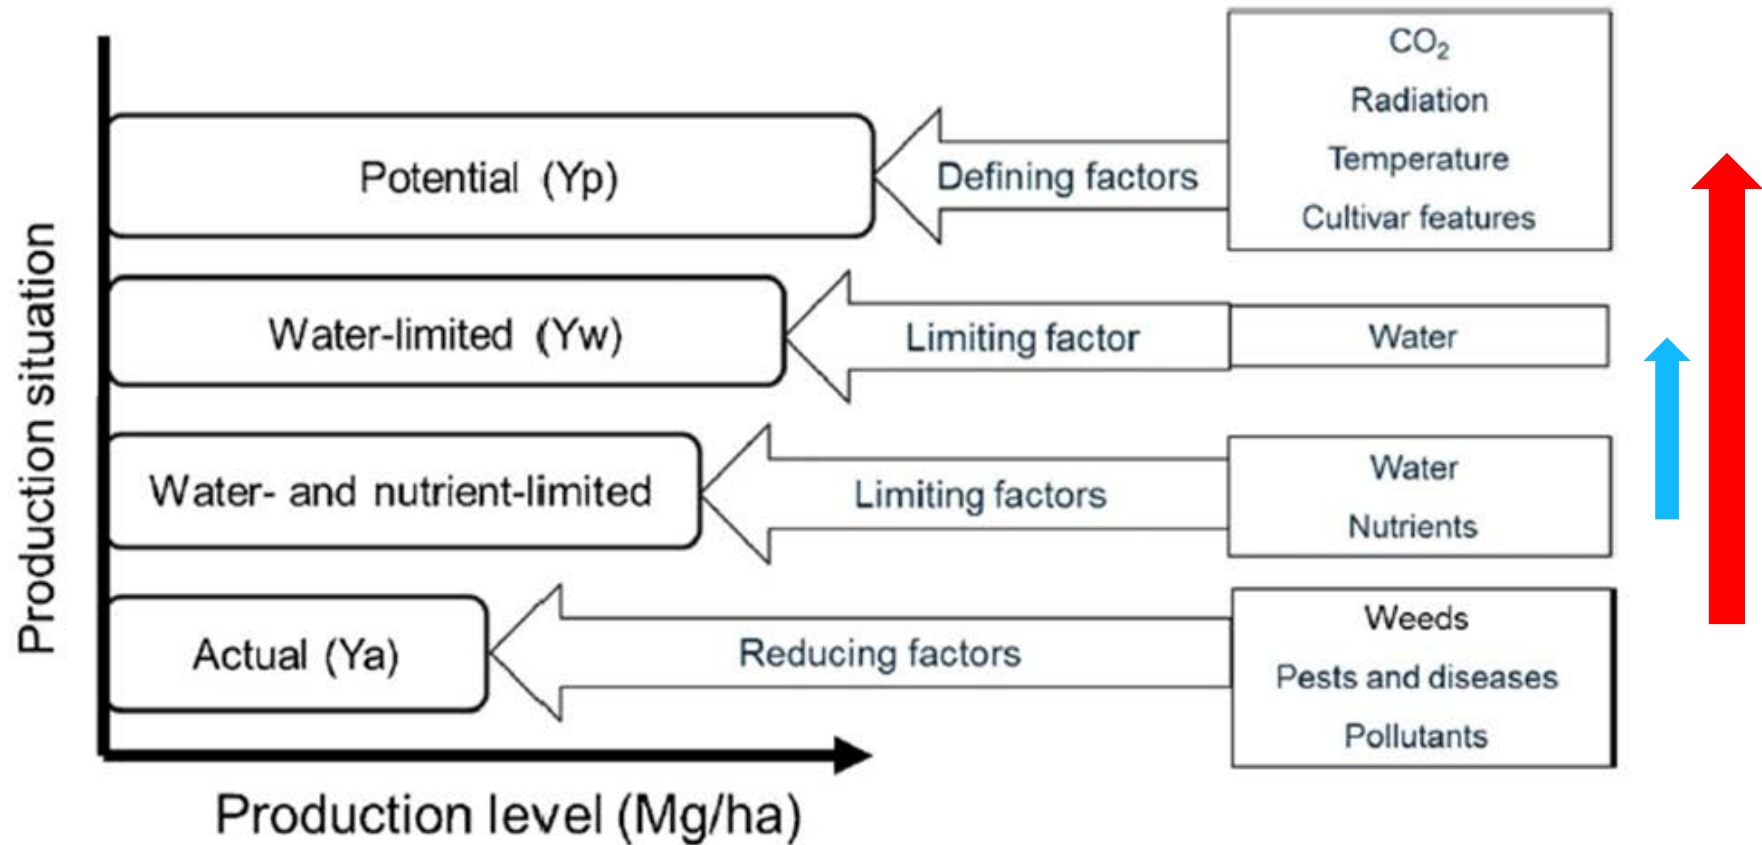 Production situation
Potential (Yp)
Defining factors
CO₂
Radiation
Temperature
Cultivar features
Water-limited (Yw)
Limiting factor
Water
Water- and nutrient-limited
Limiting factors
Water
Nutrients
Actual (Ya)
Reducing factors
Weeds
Pests and diseases
Pollutants
Production level (Mg/ha)